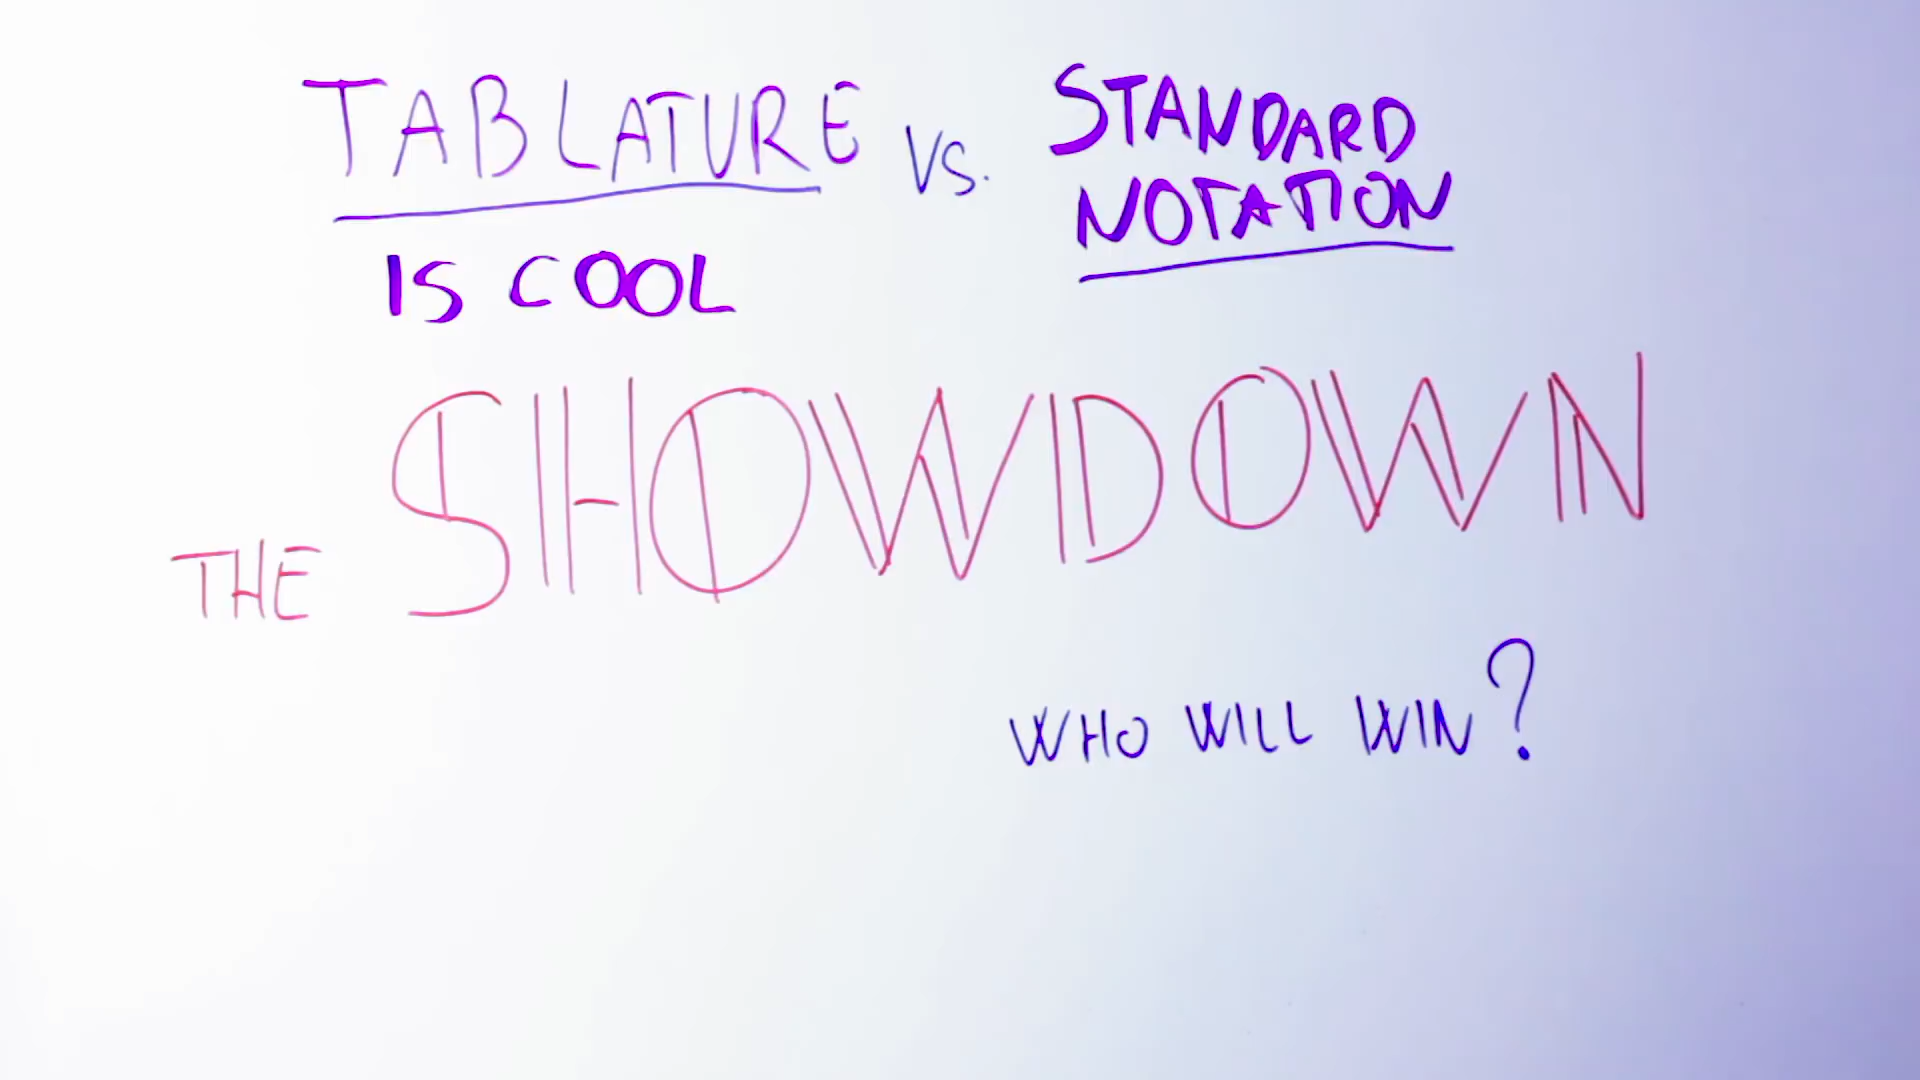 TABLATURE VS. STANDARD
NOTATION
IS COOL
THE SHOWDOWN
WHO WILL WIN?